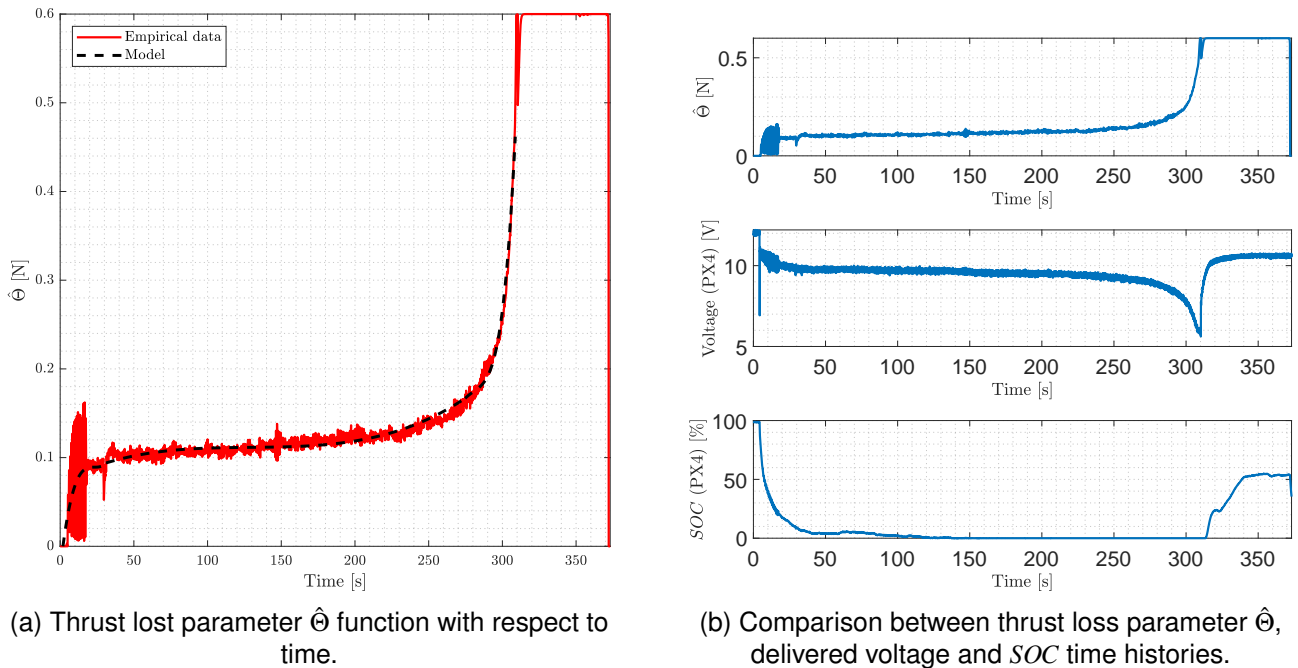 0.6
0.5
0.4
0.3
0.2
0.1
0
Θ̂ [N]
Empirical data
Model
0 50 100 150 200 250 300 350
Time [s]
(a) Thrust lost parameter Θ̂ function with respect to
time.
0.5
0
Θ̂ [N]
0 50 100 150 200 250 300 350
Time [s]
10
5
Voltage (PX4) [V]
0 50 100 150 200 250 300 350
Time [s]
100
50
0
SOC (PX4) [%]
0 50 100 150 200 250 300 350
Time [s]
(b) Comparison between thrust loss parameter Θ̂,
delivered voltage and SOC time histories.